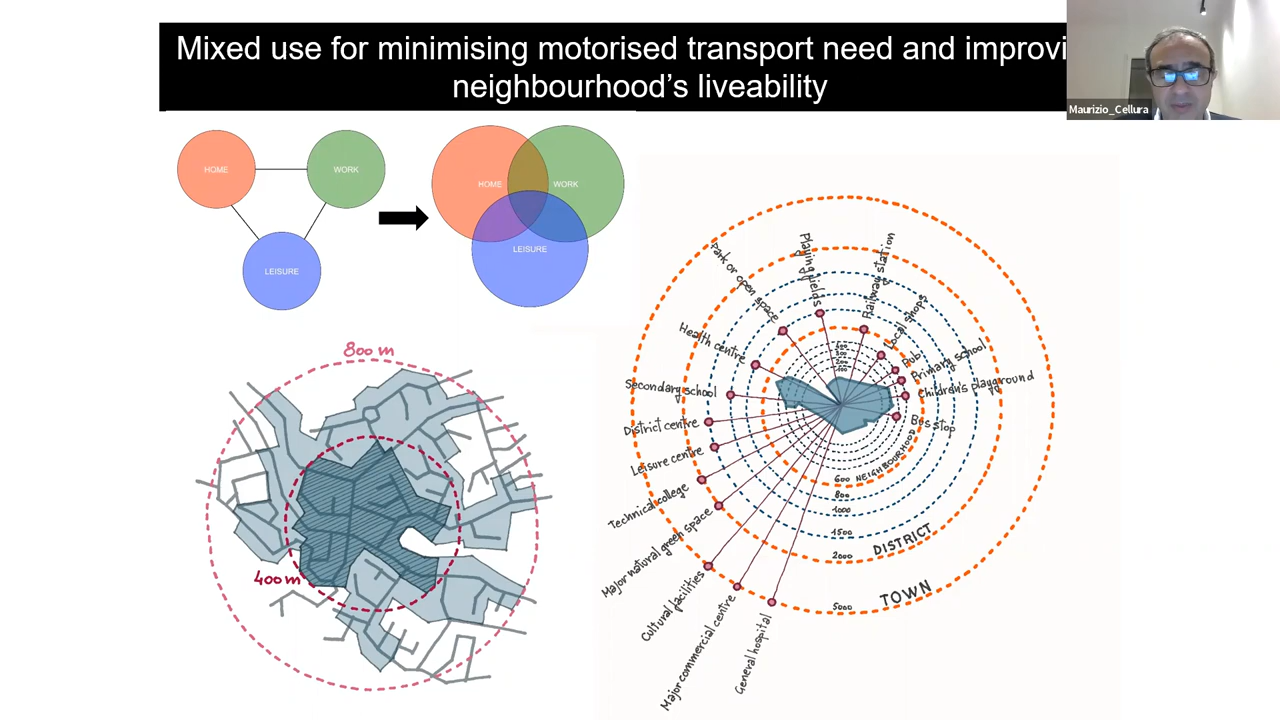 Mixed use for minimising motorised transport need and improvi
neighbourhood's liveability
Maurizio_Cellura
HOME
WORK
LEISURE
HOME
WORK
LEISURE
800 m
400 m
Park or open space
Playing fields
Railway station
Local shops
Pub
Primary school
Children's playground
Bus stop
Health centre
Secondary school
District centre
Leisure centre
Technical college
Major natural green space
Cultural facilities
Major commercial centre
General hospital
400
300
200
600 NEIGHBOURHOOD
800
1000
1500
2000
DISTRICT
5000
TOWN